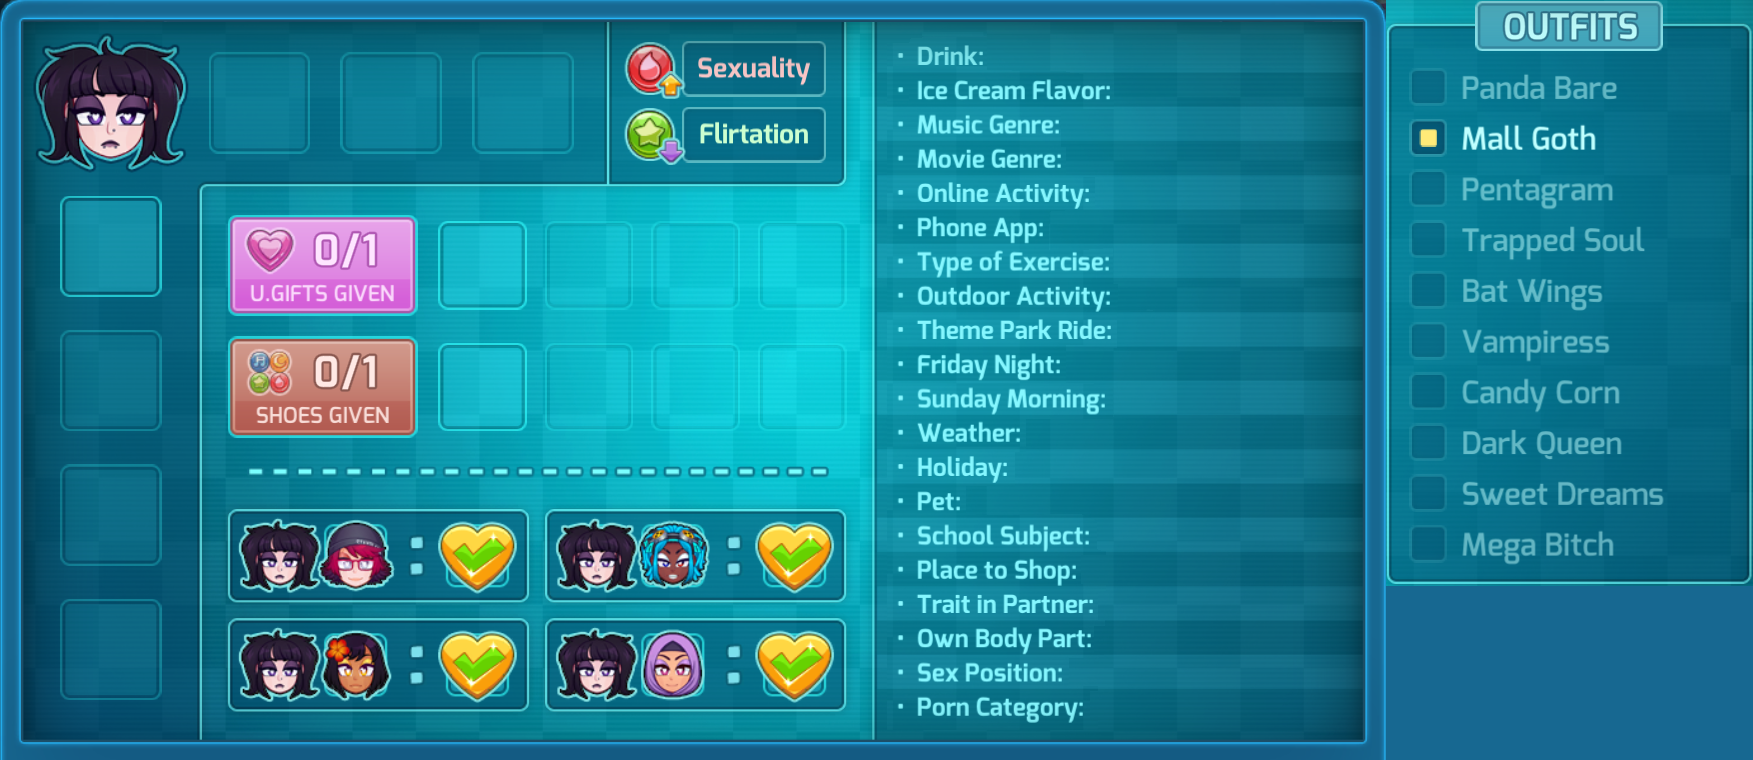 Sexuality
Flirtation
0/1
U.GIFTS GIVEN
0/1
SHOES GIVEN
:
:
:
:
· Drink:
· Ice Cream Flavor:
· Music Genre:
· Movie Genre:
· Online Activity:
· Phone App:
· Type of Exercise:
· Outdoor Activity:
· Theme Park Ride:
· Friday Night:
· Sunday Morning:
· Weather:
· Holiday:
· Pet:
· School Subject:
· Place to Shop:
· Trait in Partner:
· Own Body Part:
· Sex Position:
· Porn Category:
OUTFITS
Panda Bare
Mall Goth
Pentagram
Trapped Soul
Bat Wings
Vampiress
Candy Corn
Dark Queen
Sweet Dreams
Mega Bitch